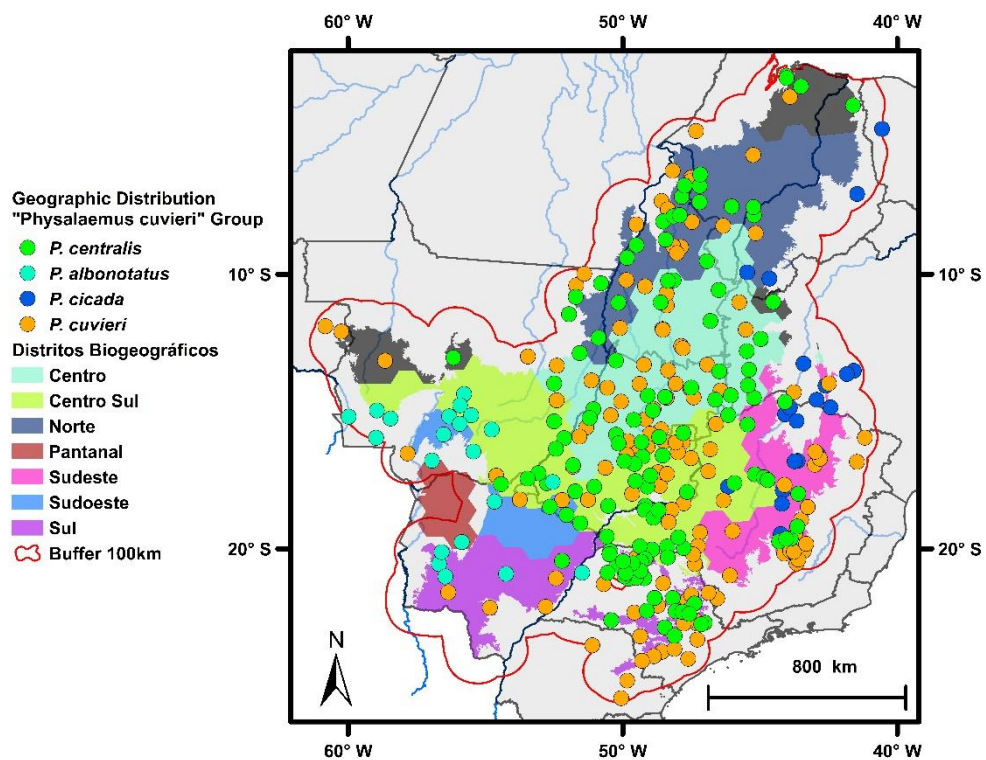 60° W 50° W 40° W
Geographic Distribution
"Physalaemus cuvieri" Group
P. centralis
P. albonotatus
P. cicada
P. cuvieri
Distritos Biogeográficos
Centro
Centro Sul
Norte
Pantanal
Sudeste
Sudoeste
Sul
Buffer 100km
10° S 10° S
20° S 20° S
N
800 km
60° W 50° W 40° W